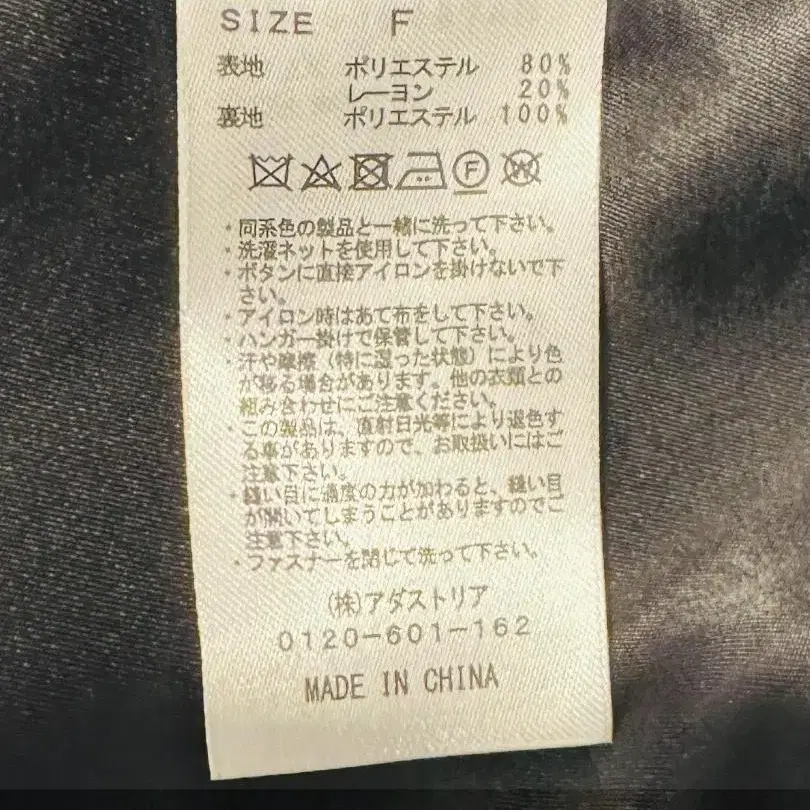 SIZE F
表地 ポリエステル 80%
レーヨン 20%
裏地 ポリエステル 100%
・同系色の製品と一緒に洗って下さい。
・洗濯ネットを使用して下さい。
・ボタンに直接アイロンを掛けないで下
さい。
・アイロン時はあて布をして下さい。
・ハンガー掛けで保管して下さい。
・汗や摩擦（特に湿った状態）により色
が移る場合があります。他の衣類との
組み合わせにご注意ください。
・この製品は、直射日光等により退色す
る事がありますので、お取扱いにはご
注意下さい。
・縫い目に過度の力が加わると、縫い目
が開いてしまうことがありますのでご
注意下さい。
・ファスナーを閉じて洗って下さい。
(株)アダストリア
0120-601-162
MADE IN CHINA